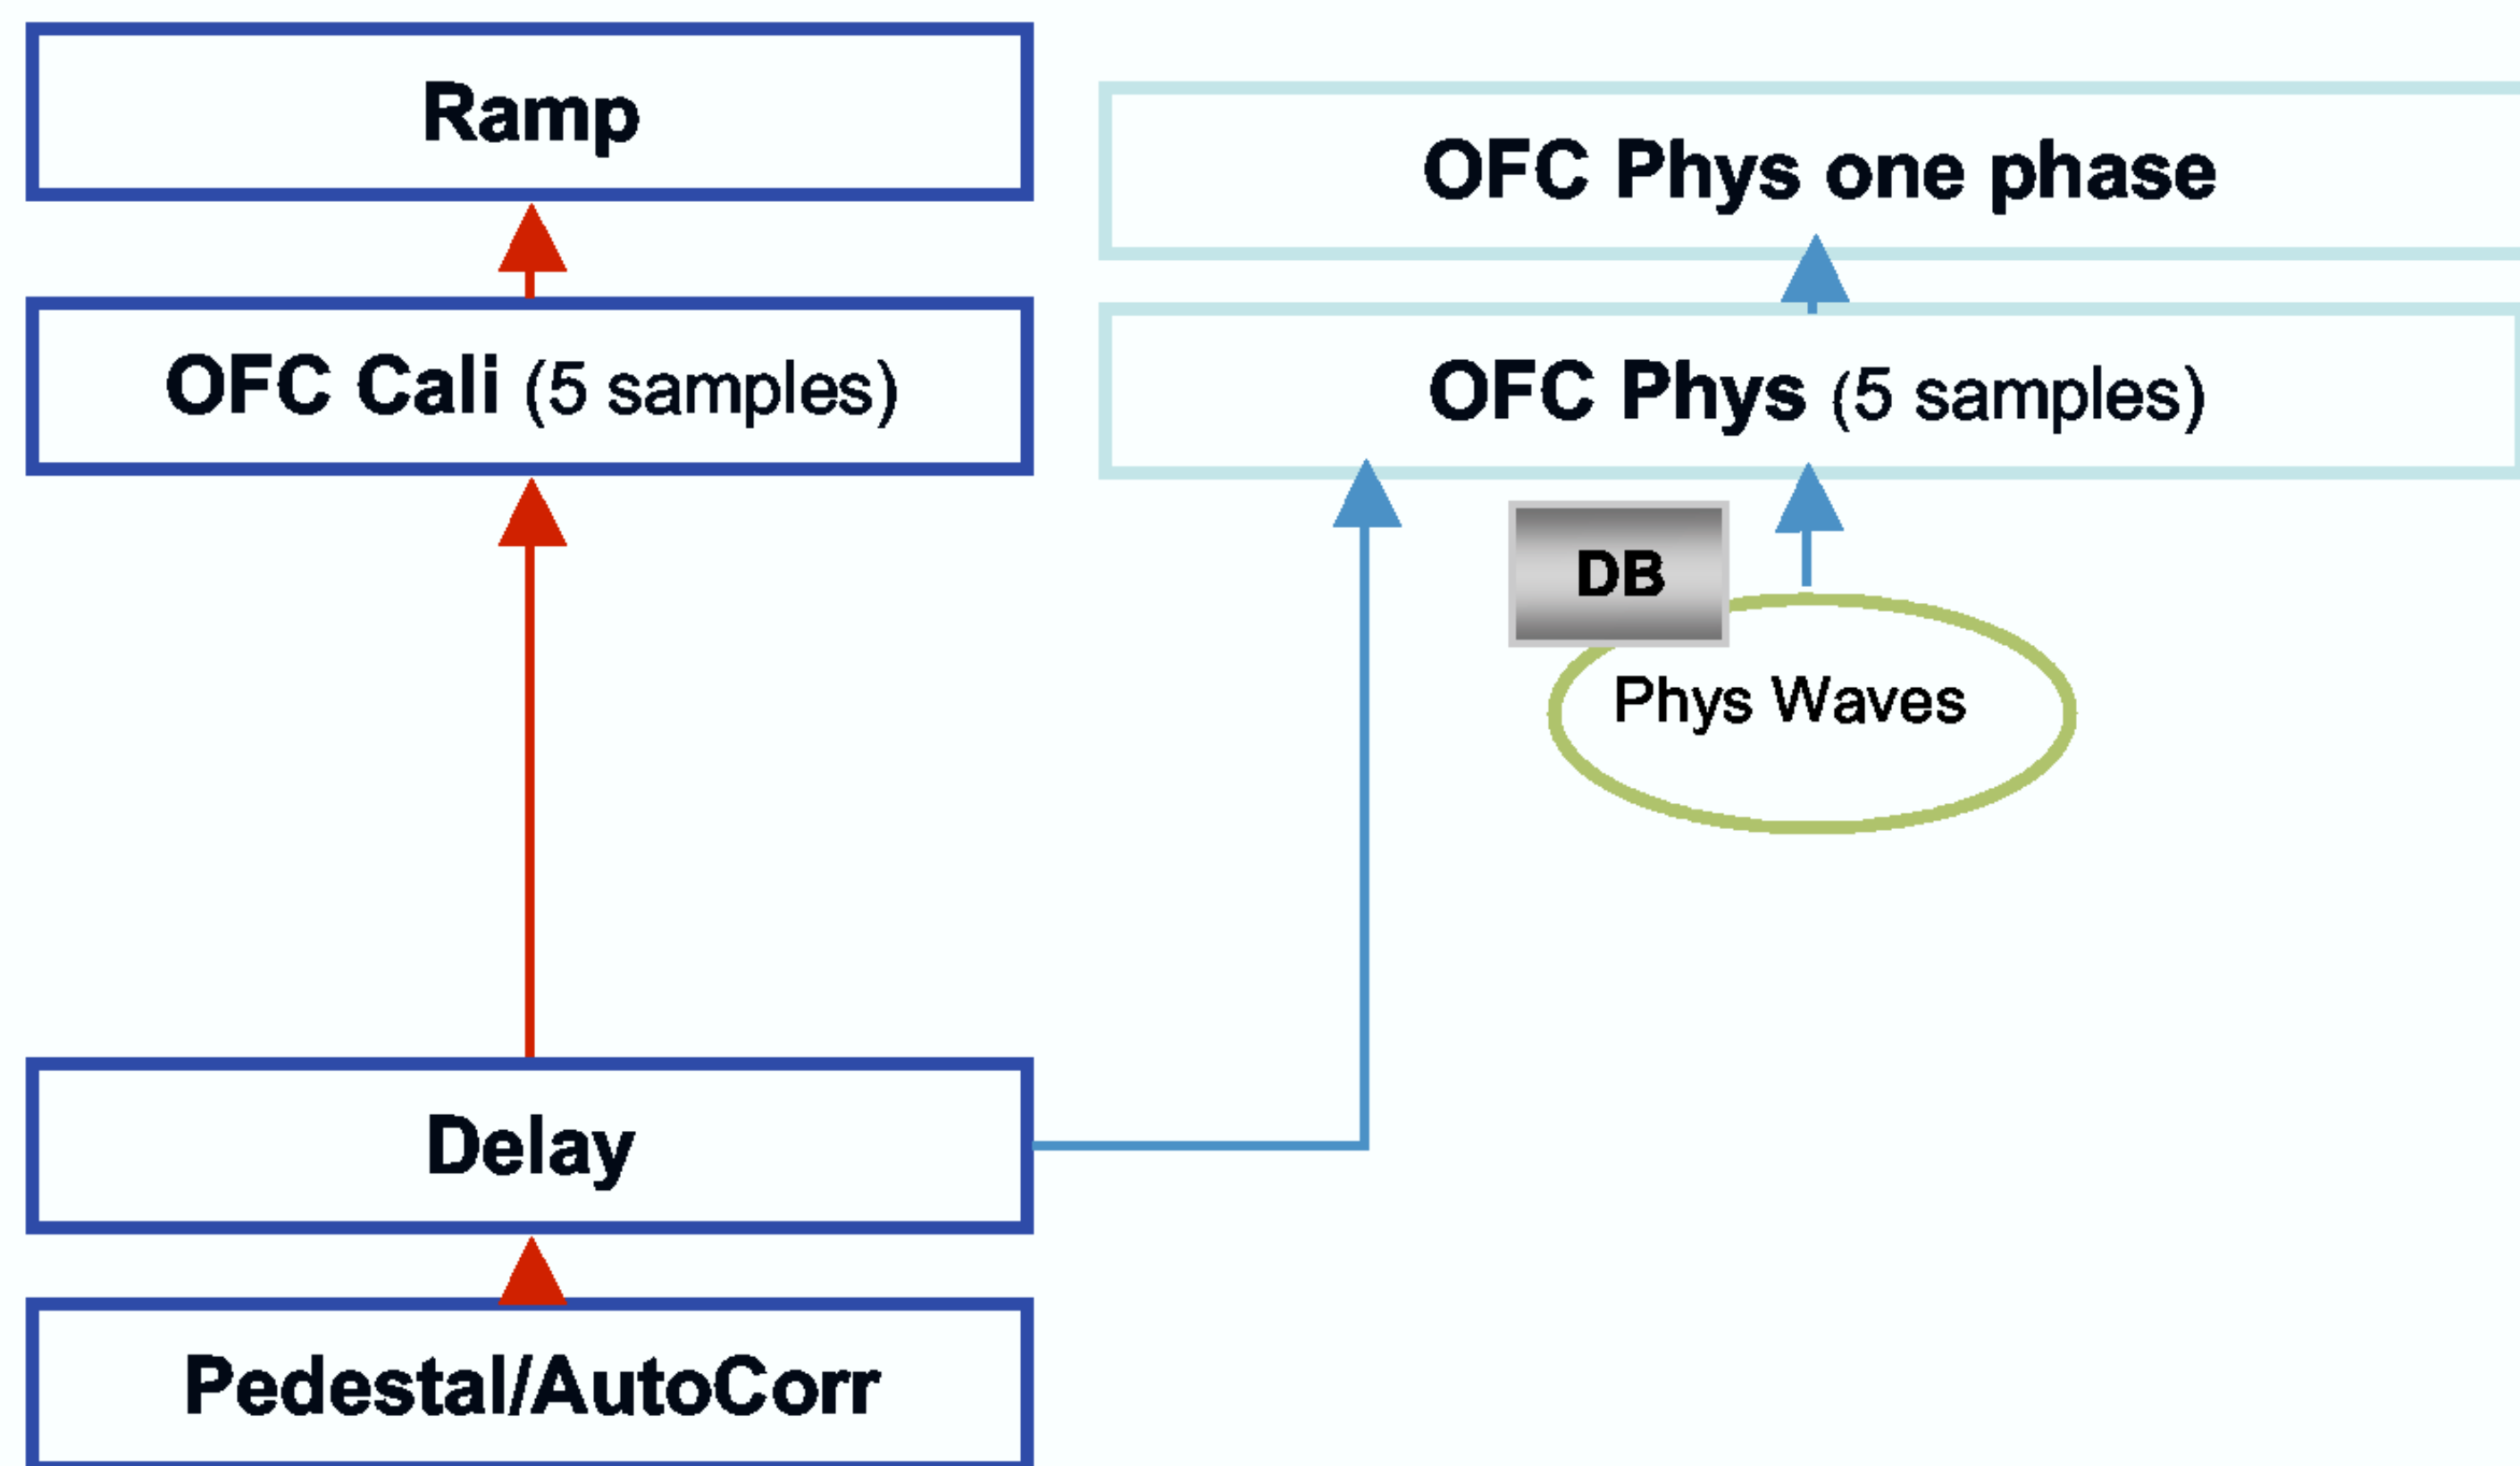 Ramp
OFC Phys one phase
OFC Cali (5 samples)
OFC Phys (5 samples)
DB
Phys Waves
Delay
Pedestal/AutoCorr